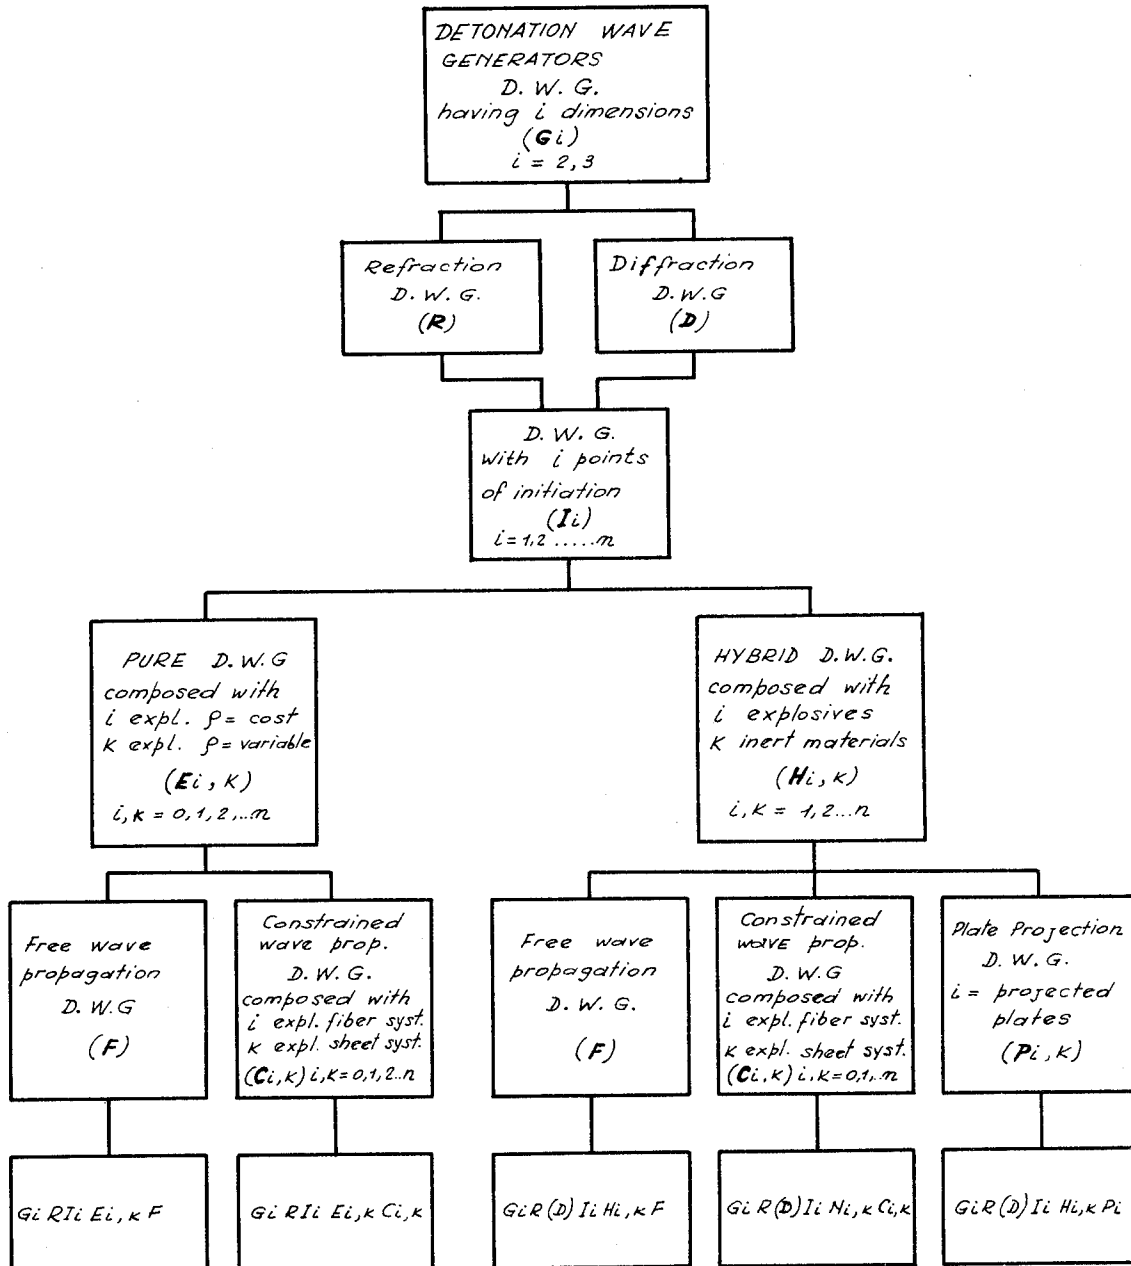 DETONATION WAVE
GENERATORS
D. W. G.
having i dimensions
(Gi)
i = 2, 3
Refraction
D. W. G.
(R)
Diffraction
D. W. G
(D)
D. W. G.
with i points
of initiation
(Ii)
i = 1, 2 ..... n
PURE D. W. G
composed with
i expl. ρ = cost
K expl. ρ = variable
(Ei, K)
i, K = 0, 1, 2, ... n
HYBRID D. W. G.
composed with
i explosives
K inert materials
(Hi, K)
i, K = 1, 2 ... n
Free wave
propagation
D. W. G
(F)
Constrained
wave prop.
D. W. G.
composed with
i expl. fiber syst.
K expl. sheet syst.
(Ci, K) i, K = 0, 1, 2..n
Free wave
propagation
D. W. G.
(F)
Constrained
wave prop.
D. W. G
composed with
i expl. fiber syst.
K expl. sheet syst.
(Ci, K) i, K = 0, 1, ..n
Plate Projection
D. W. G.
i = projected
plates
(Pi, K)
Gi RIi Ei, K F
Gi RIi Ei, K Ci, K
Gi R (D) Ii Hi, K F
Gi R (D) Ii Ni, K Ci, K
Gi R (D) Ii Hi, K Pi